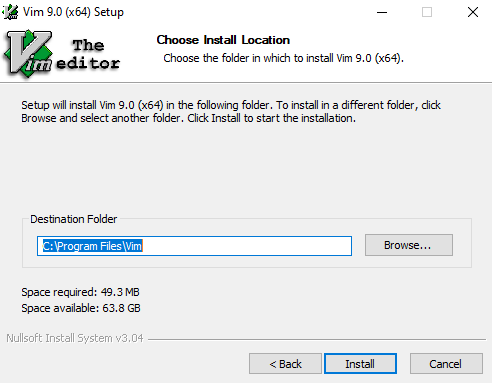 Vim 9.0 (x64) Setup
The
Vim
editor
Choose Install Location
Choose the folder in which to install Vim 9.0 (x64).
Setup will install Vim 9.0 (x64) in the following folder. To install in a different folder, click
Browse and select another folder. Click Install to start the installation.
Destination Folder
C:\Program Files\Vim
Browse...
Space required: 49.3 MB
Space available: 63.8 GB
Nullsoft Install System v3.04
< Back
Install
Cancel